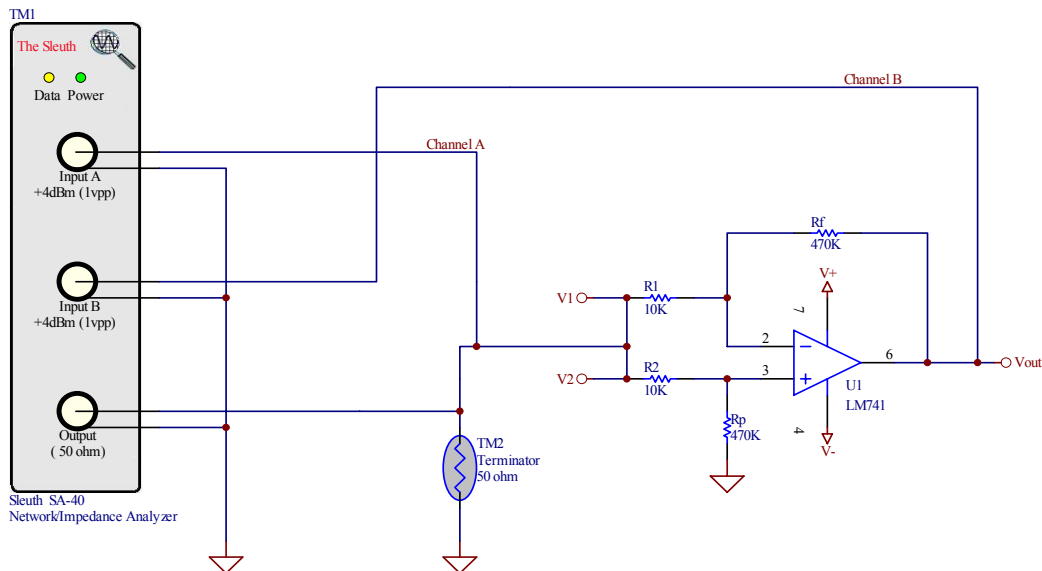 TM1
The Sleuth
Data Power
Input A
+4dBm (1vpp)
Input B
+4dBm (1vpp)
Output
( 50 ohm)
Sleuth SA-40
Network/Impedance Analyzer
Channel A
Channel B
TM2
Terminator
50 ohm
V1
V2
R1
10K
R2
10K
Rf
470K
Rp
470K
V+
7
2
3
6
4
V-
U1
LM741
Vout